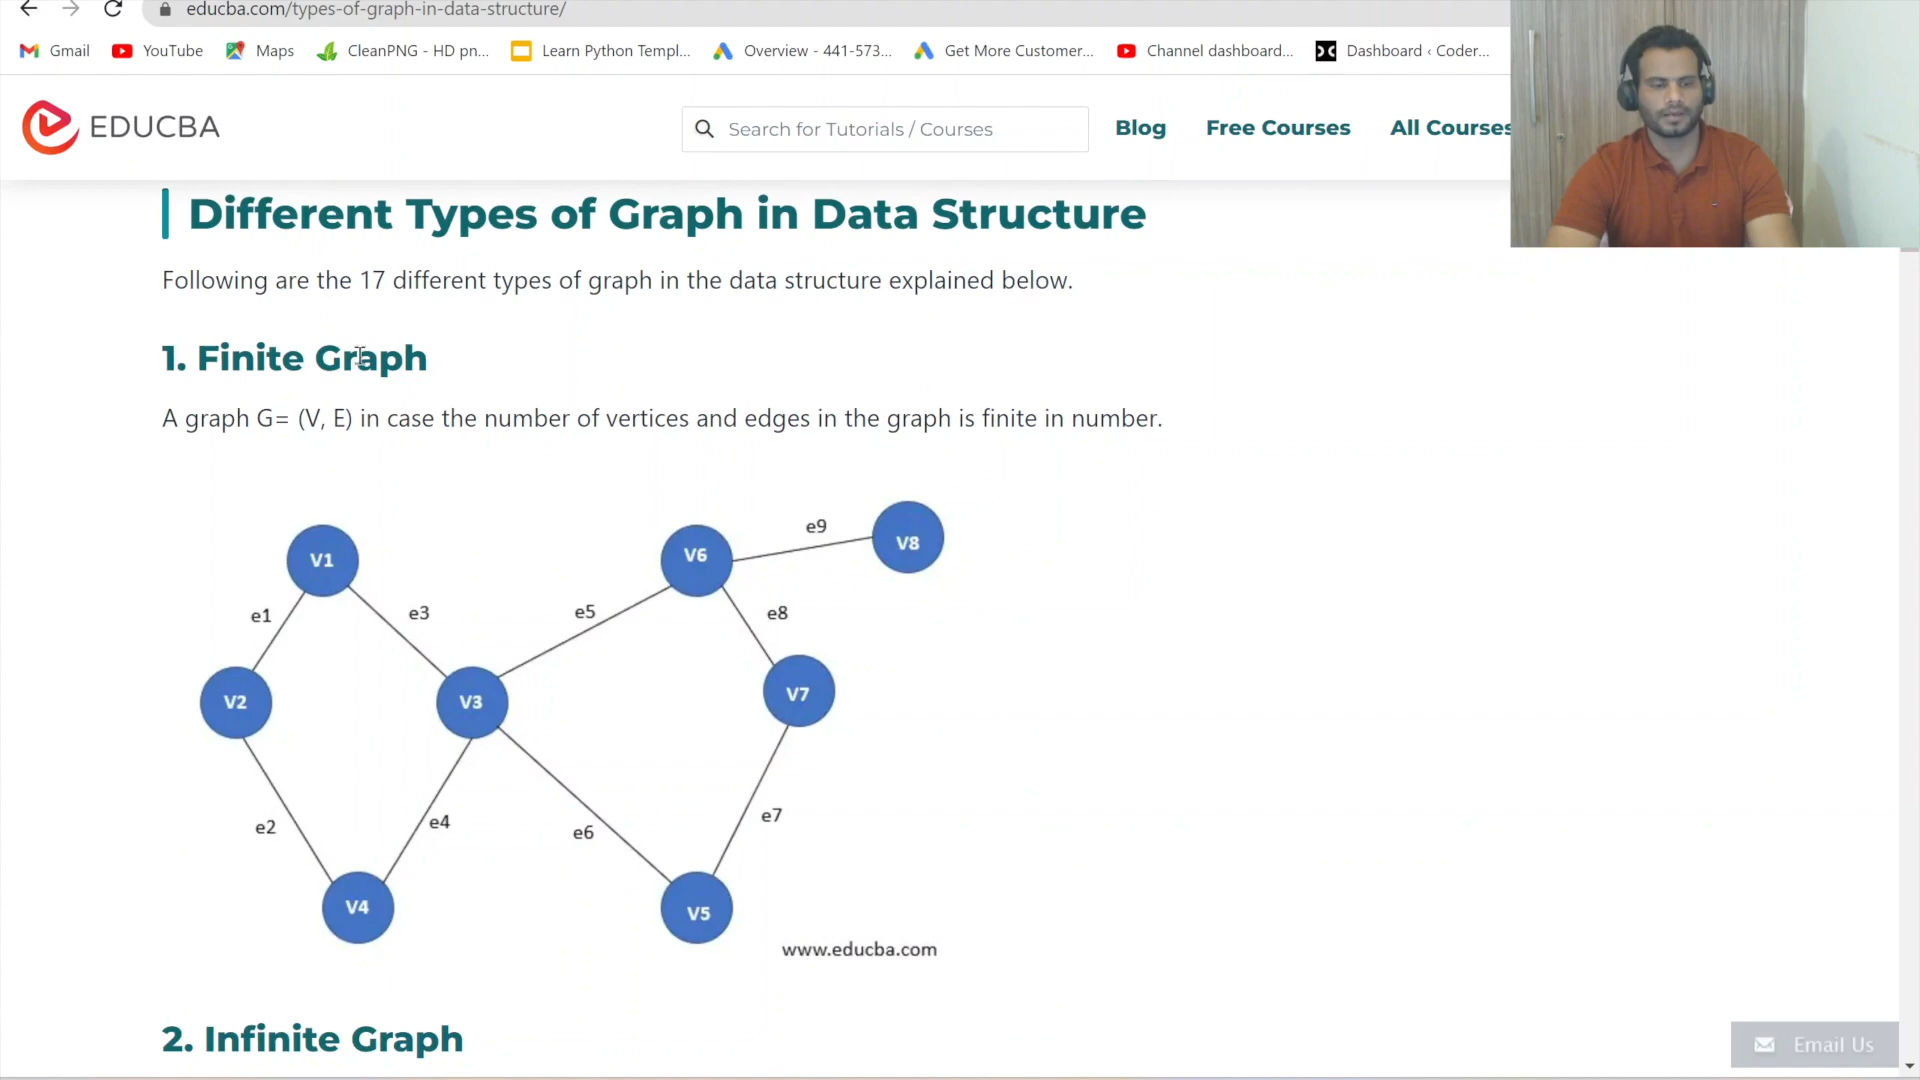 educba.com/types-of-graph-in-data-structure/
Gmail
YouTube
Maps
CleanPNG - HD pn...
Learn Python Templ...
Overview - 441-573...
Get More Customer...
Channel dashboard...
Dashboard ‹ Coder...
EDUCBA
Search for Tutorials / Courses
Blog
Free Courses
All Courses
Different Types of Graph in Data Structure
Following are the 17 different types of graph in the data structure explained below.
1. Finite Graph
A graph G= (V, E) in case the number of vertices and edges in the graph is finite in number.
e9
V8
V1
V6
e1
e3
e5
e8
V2
V3
V7
e2
e4
e6
e7
V4
V5
www.educba.com
2. Infinite Graph
Email Us